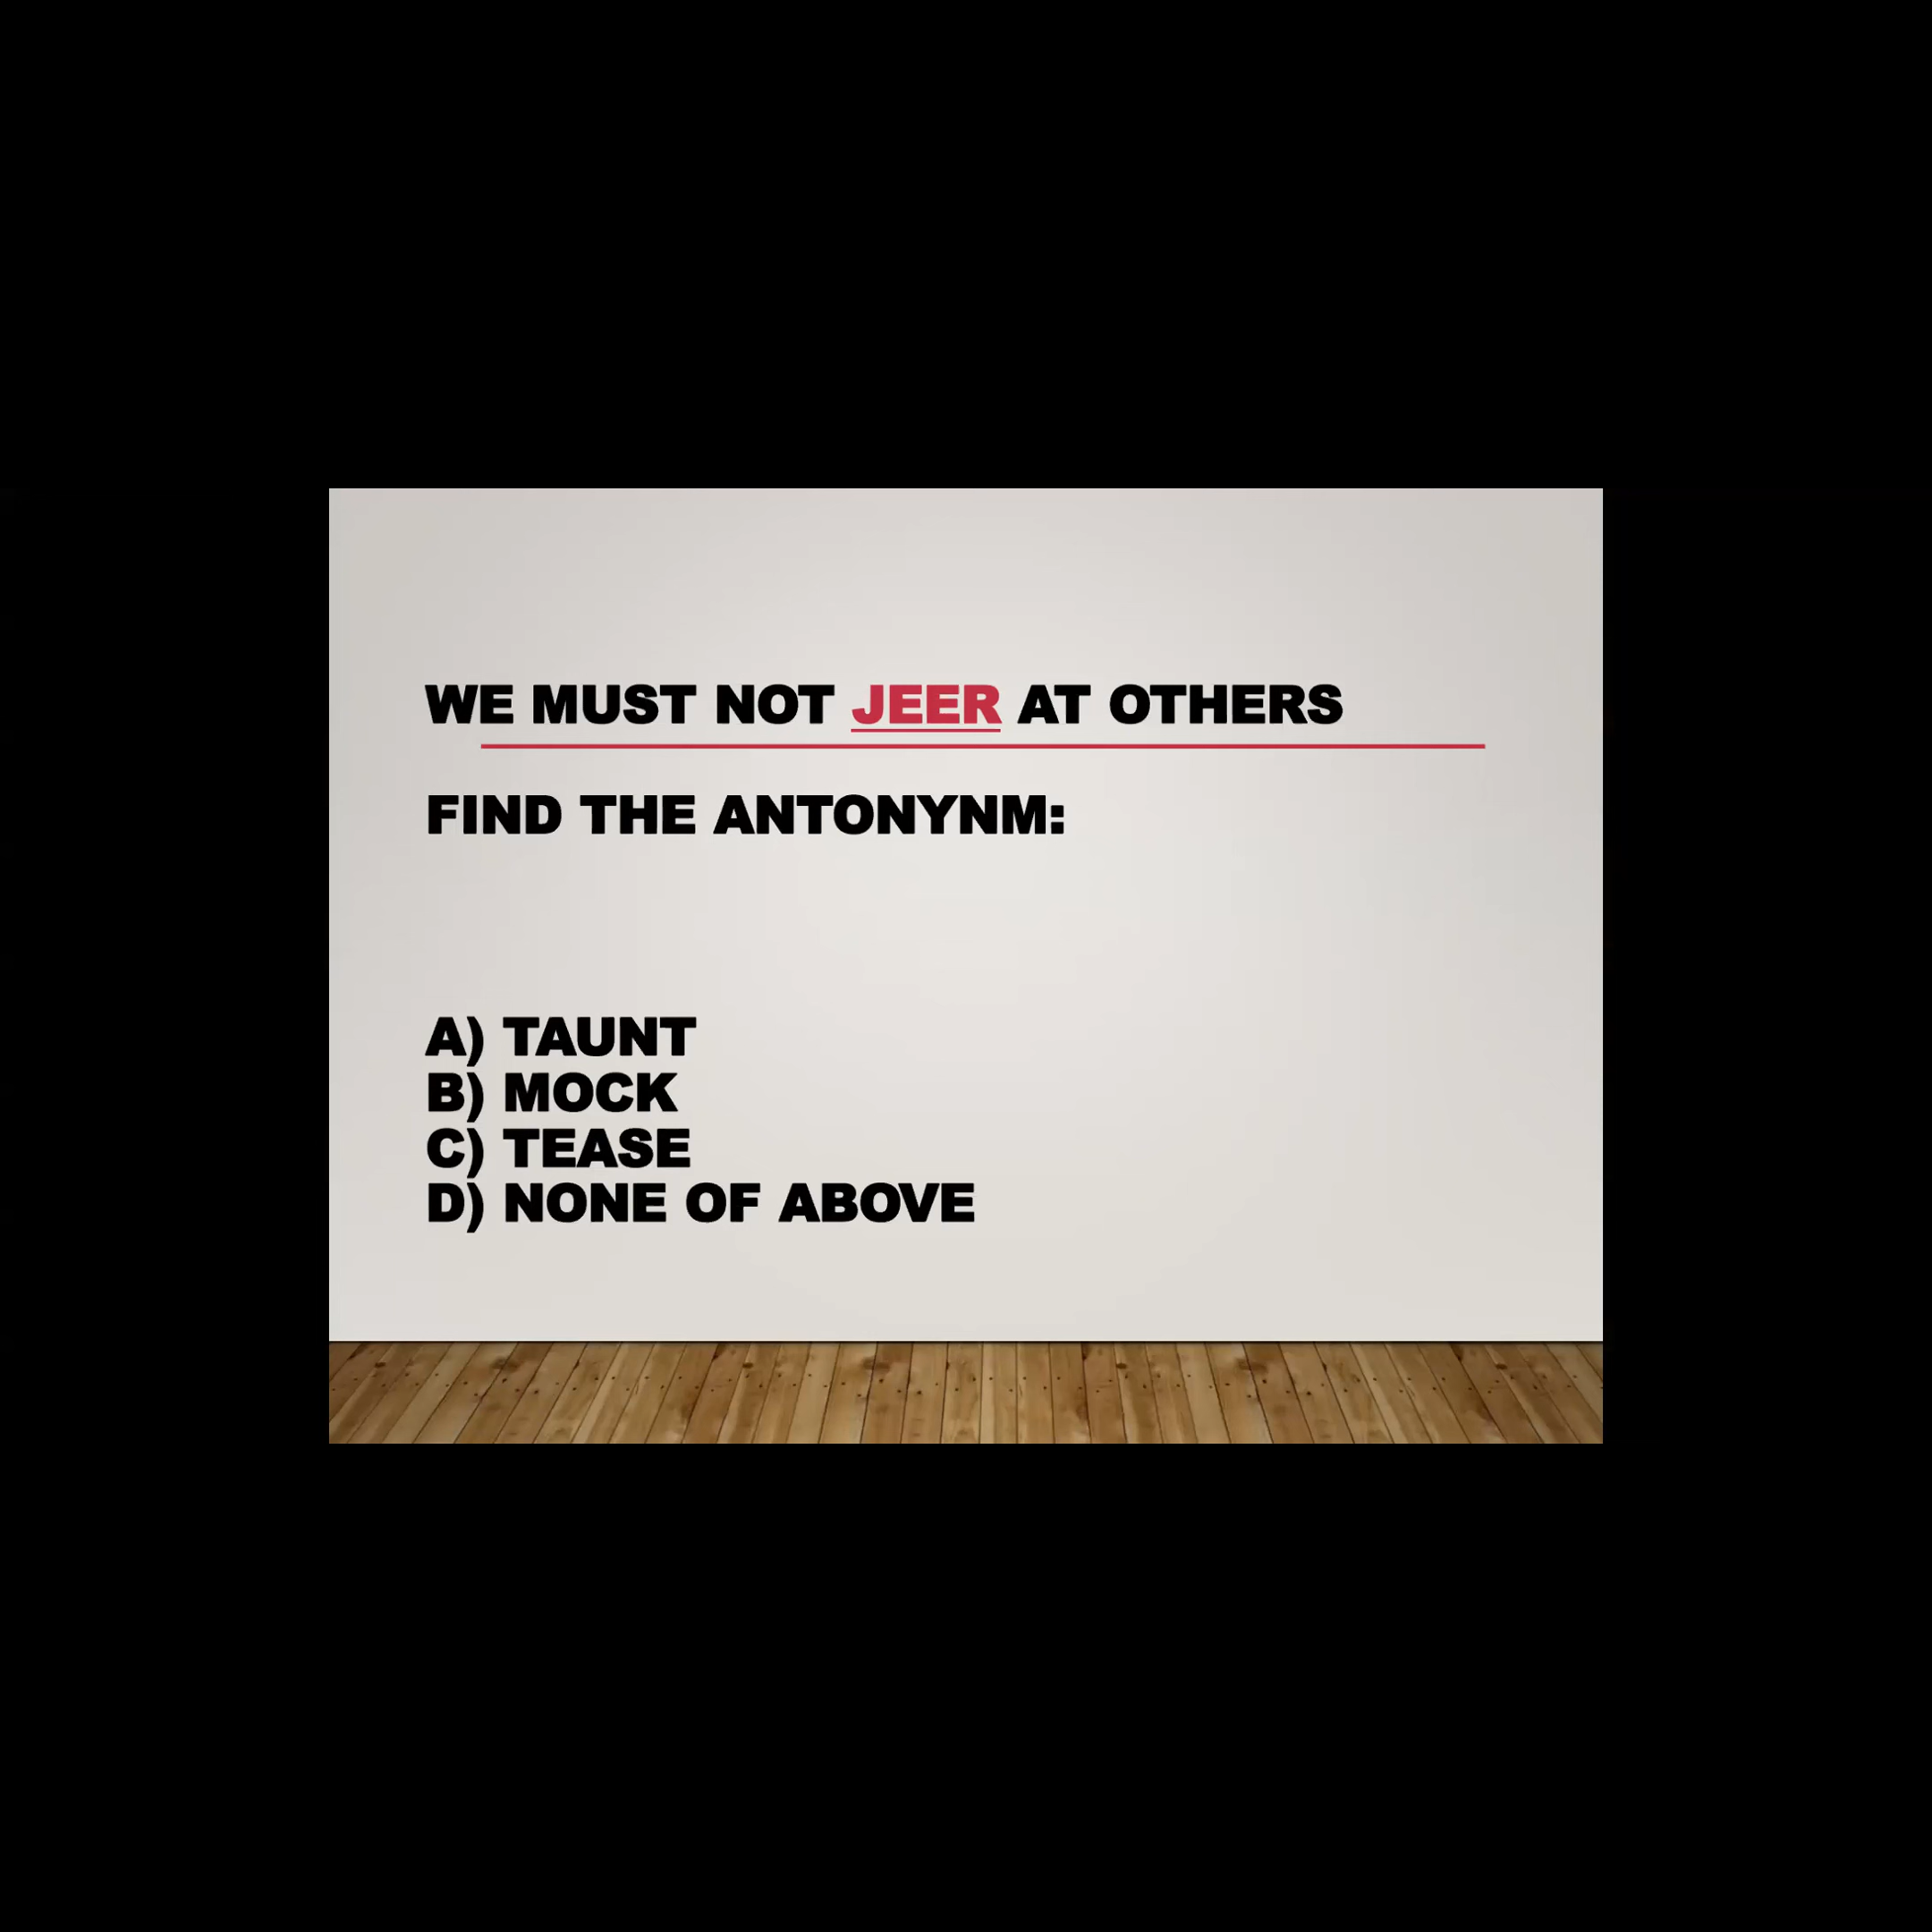 WE MUST NOT JEER AT OTHERS
FIND THE ANTONYNM:
A) TAUNT
B) MOCK
C) TEASE
D) NONE OF ABOVE